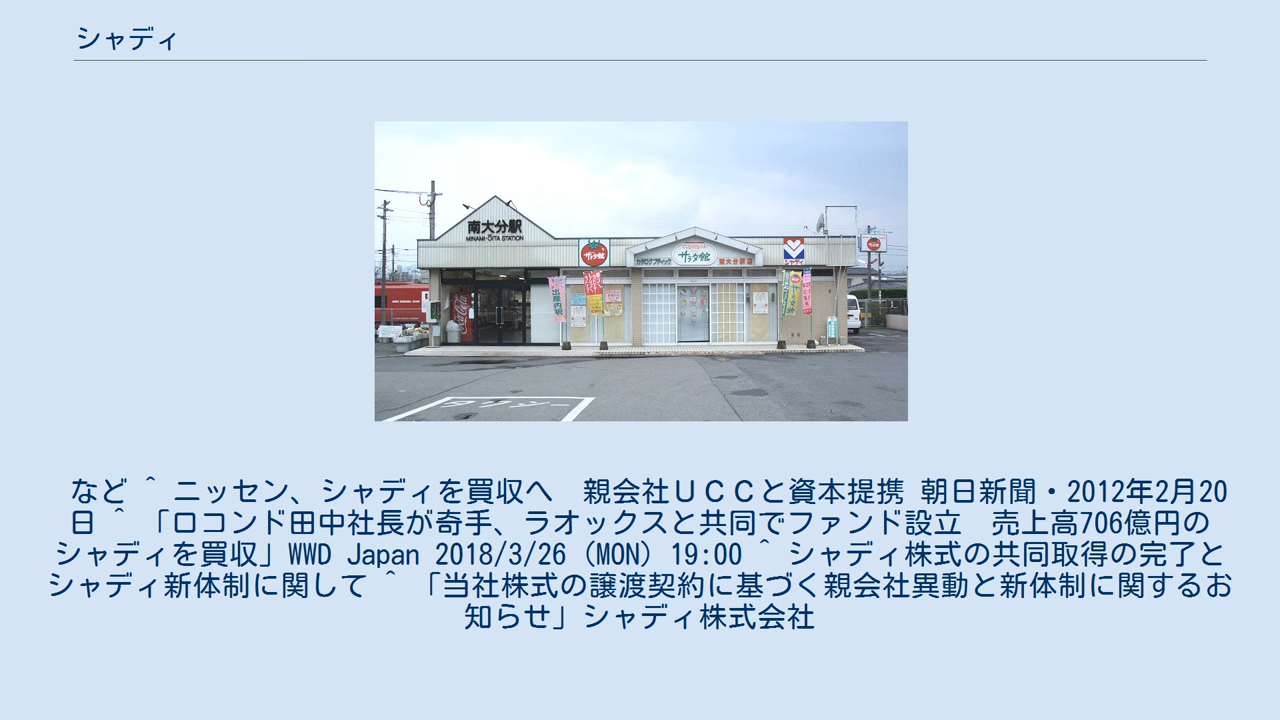 シャディ
南大分駅
MINAMI-ŌITA STATION
サラダ館
カタログブティック
サラダ館
南大分駅店
シャディ
Coca-Cola
など ^ ニッセン、シャディを買収へ　親会社ＵＣＣと資本提携 朝日新聞・2012年2月20
日 ^ 「ロコンド田中社長が奇手、ラオックスと共同でファンド設立　売上高706億円の
シャディを買収」WWD Japan 2018/3/26 (MON) 19:00 ^ シャディ株式の共同取得の完了と
シャディ新体制に関して ^ 「当社株式の譲渡契約に基づく親会社異動と新体制に関するお
知らせ」シャディ株式会社